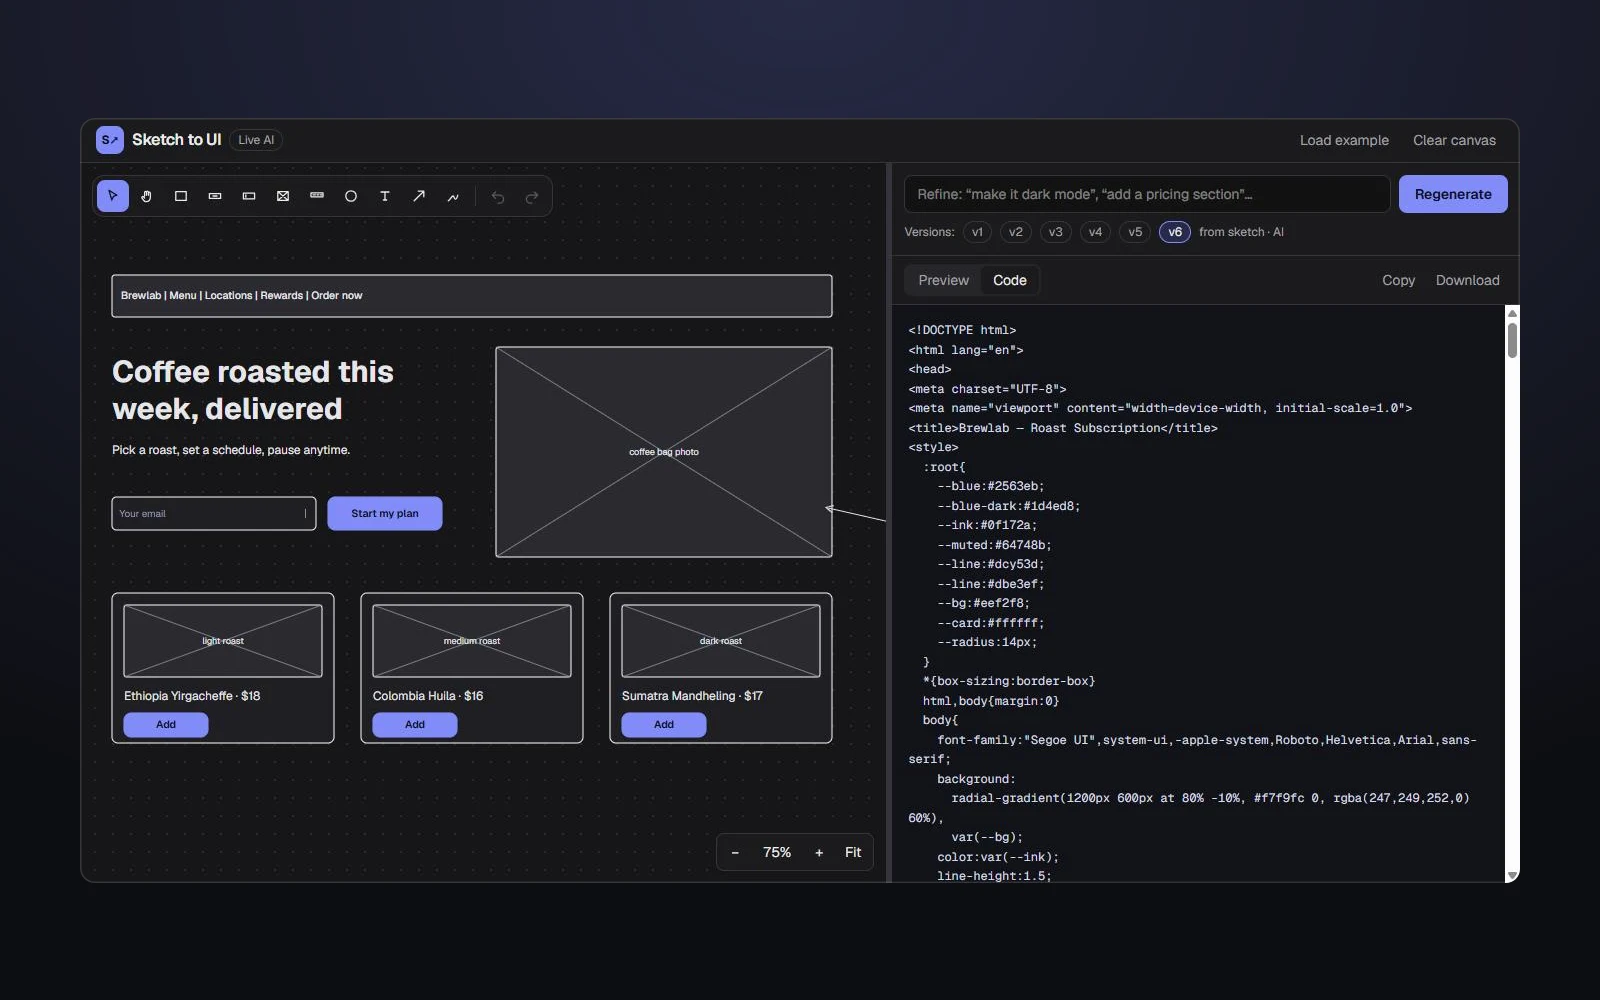 S↗ Sketch to UI Live AI
Load example Clear canvas
T
Brewlab | Menu | Locations | Rewards | Order now
Coffee roasted this
week, delivered
Pick a roast, set a schedule, pause anytime.
Your email
Start my plan
coffee bag photo
light roast
Ethiopia Yirgacheffe · $18
Add
medium roast
Colombia Huila · $16
Add
dark roast
Sumatra Mandheling · $17
Add
− 75% + Fit
Refine: “make it dark mode”, “add a pricing section”…
Regenerate
Versions: v1 v2 v3 v4 v5 v6 from sketch · AI
Preview Code
Copy Download
<!DOCTYPE html>
<html lang="en">
<head>
<meta charset="UTF-8">
<meta name="viewport" content="width=device-width, initial-scale=1.0">
<title>Brewlab — Roast Subscription</title>
<style>
:root{
--blue:#2563eb;
--blue-dark:#1d4ed8;
--ink:#0f172a;
--muted:#64748b;
--line:#dcy53d;
--line:#dbe3ef;
--bg:#eef2f8;
--card:#ffffff;
--radius:14px;
}
*{box-sizing:border-box}
html,body{margin:0}
body{
font-family:"Segoe UI",system-ui,-apple-system,Roboto,Helvetica,Arial,sans-
serif;
background:
radial-gradient(1200px 600px at 80% -10%, #f7f9fc 0, rgba(247,249,252,0)
60%),
var(--bg);
color:var(--ink);
line-height:1.5;